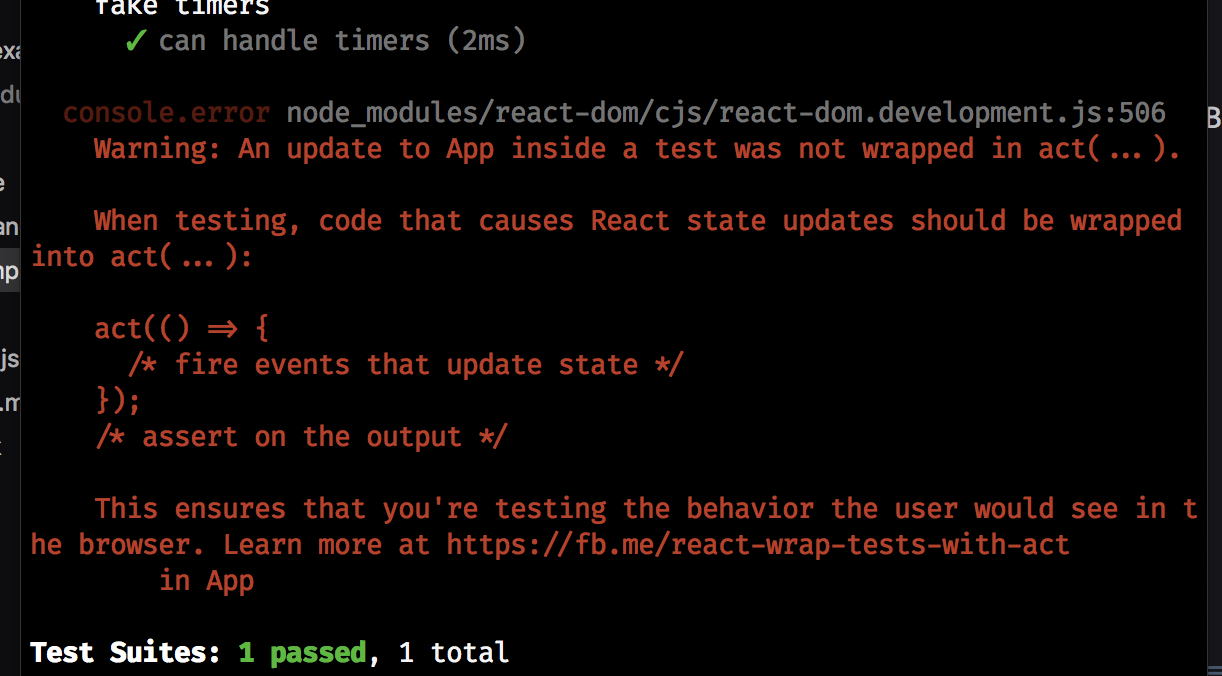 fake timers
✓ can handle timers (2ms)
console.error node_modules/react-dom/cjs/react-dom.development.js:506
Warning: An update to App inside a test was not wrapped in act(...).
When testing, code that causes React state updates should be wrapped
into act(...):
act(() => {
/* fire events that update state */
});
/* assert on the output */
This ensures that you're testing the behavior the user would see in t
he browser. Learn more at https://fb.me/react-wrap-tests-with-act
in App
Test Suites: 1 passed, 1 total